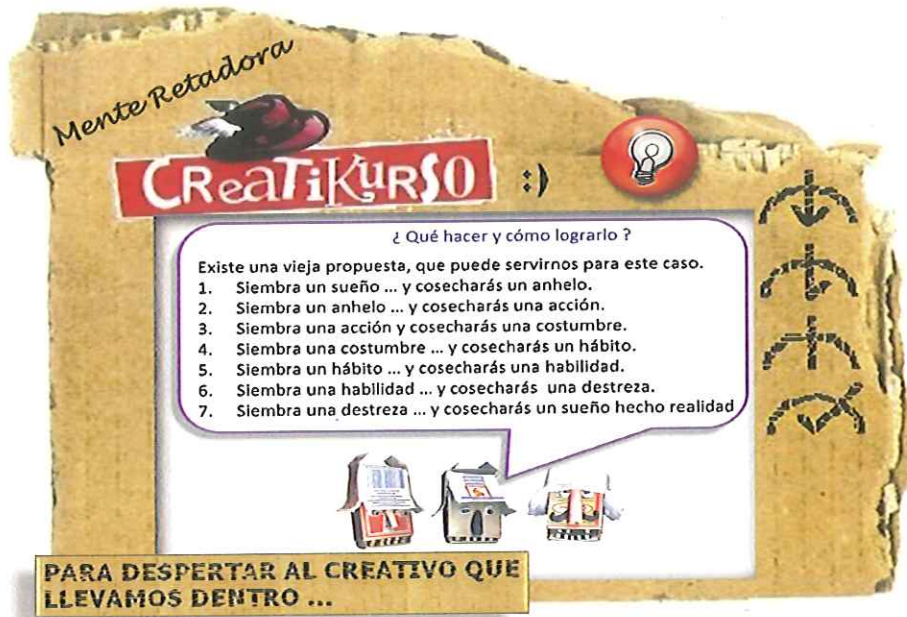 Mente Retadora
CReaTiKuRSO :)
¿ Qué hacer y cómo lograrlo ?
Existe una vieja propuesta, que puede servirnos para este caso.
1. Siembra un sueño ... y cosecharás un anhelo.
2. Siembra un anhelo ... y cosecharás una acción.
3. Siembra una acción y cosecharás una costumbre.
4. Siembra una costumbre ... y cosecharás un hábito.
5. Siembra un hábito ... y cosecharás una habilidad.
6. Siembra una habilidad ... y cosecharás una destreza.
7. Siembra una destreza ... y cosecharás un sueño hecho realidad
PARA DESPERTAR AL CREATIVO QUE
LLEVAMOS DENTRO ...